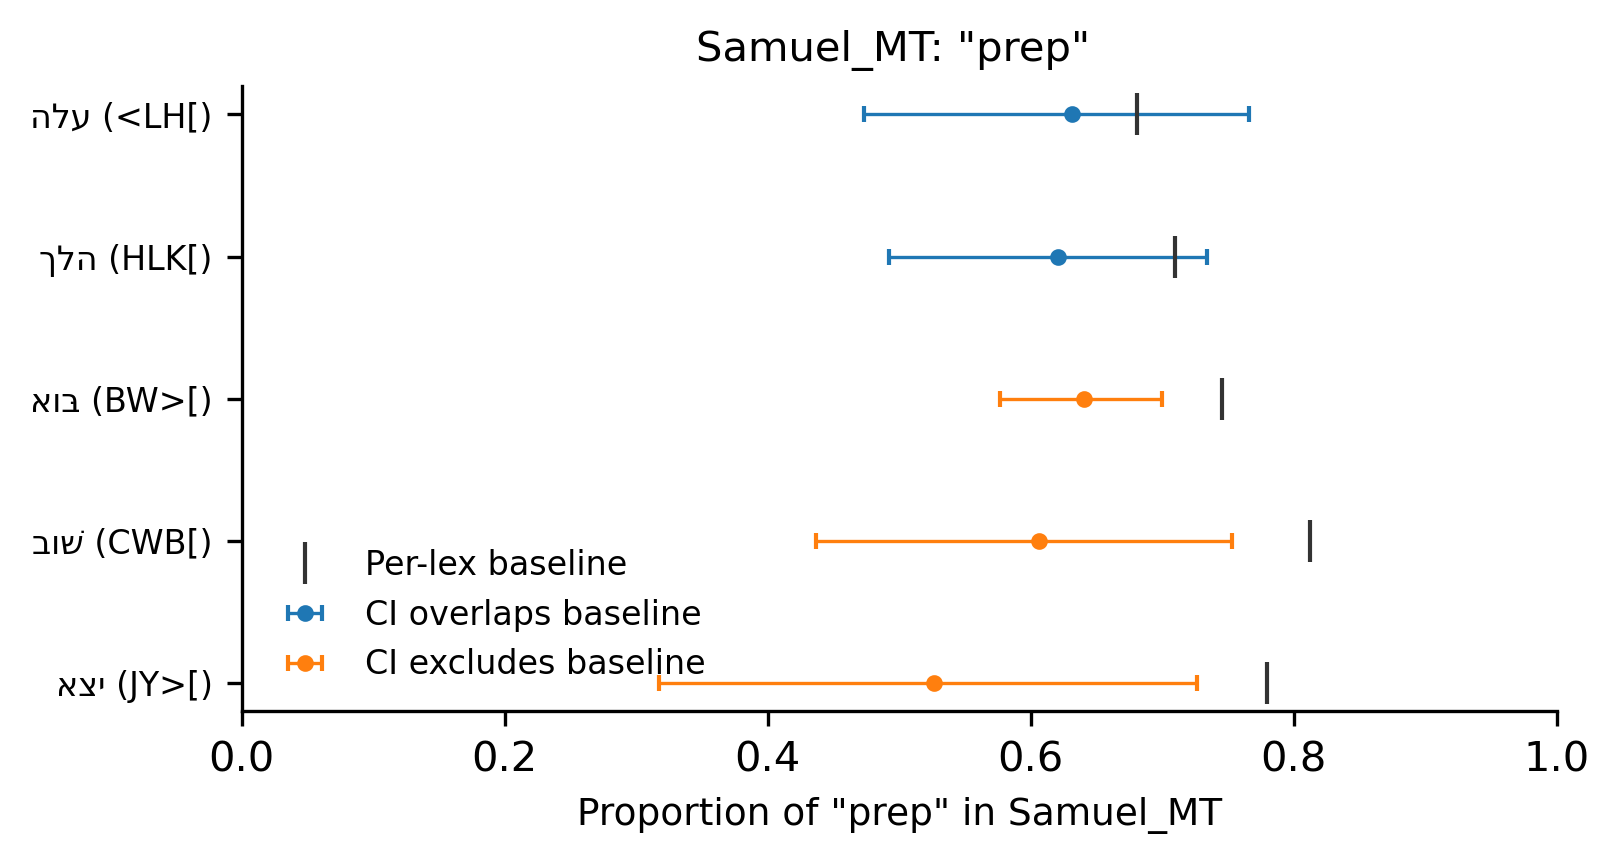 Samuel_MT: "prep"
עלה (<LH[)
הלך (HLK[)
בּוא (BW>[)
שׁוב (CWB[)
יצא (JY>[)
Per-lex baseline
CI overlaps baseline
CI excludes baseline
0.0 0.2 0.4 0.6 0.8 1.0
Proportion of "prep" in Samuel_MT